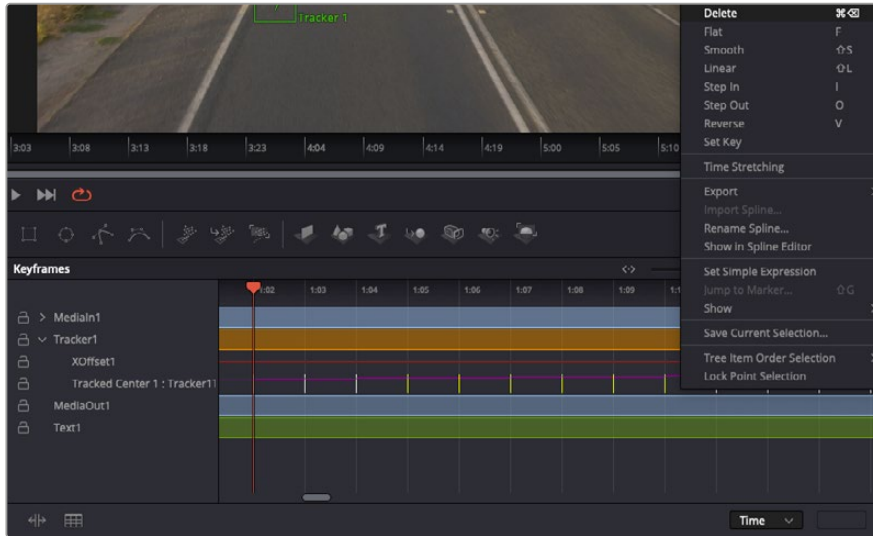 Tracker 1
3:03 3:08 3:13 3:18 3:23 4:04 4:09 4:14 4:19 5:00 5:05 5:10
Delete ⌘⌫
Flat F
Smooth ⇧S
Linear ⇧L
Step In I
Step Out O
Reverse V
Set Key
Time Stretching
Export
Import Spline...
Rename Spline...
Show in Spline Editor
Set Simple Expression
Jump to Marker... ⇧G
Show
Save Current Selection...
Tree Item Order Selection
Lock Point Selection
Keyframes
1:02 1:03 1:04 1:05 1:06 1:07 1:08 1:09
MediaIn1
Tracker1
XOffset1
Tracked Center 1 : Tracker1
MediaOut1
Text1
Time